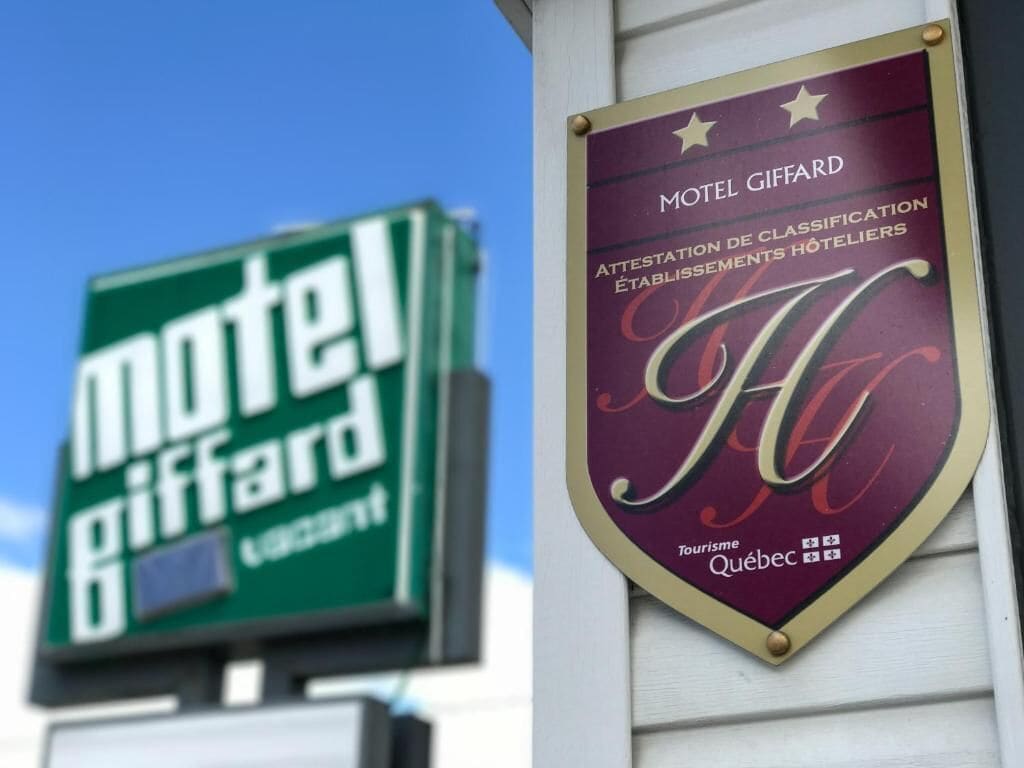 motel
giffard
vacant
MOTEL GIFFARD
ATTESTATION DE CLASSIFICATION
ÉTABLISSEMENTS HÔTELIERS
H
Tourisme
Québec